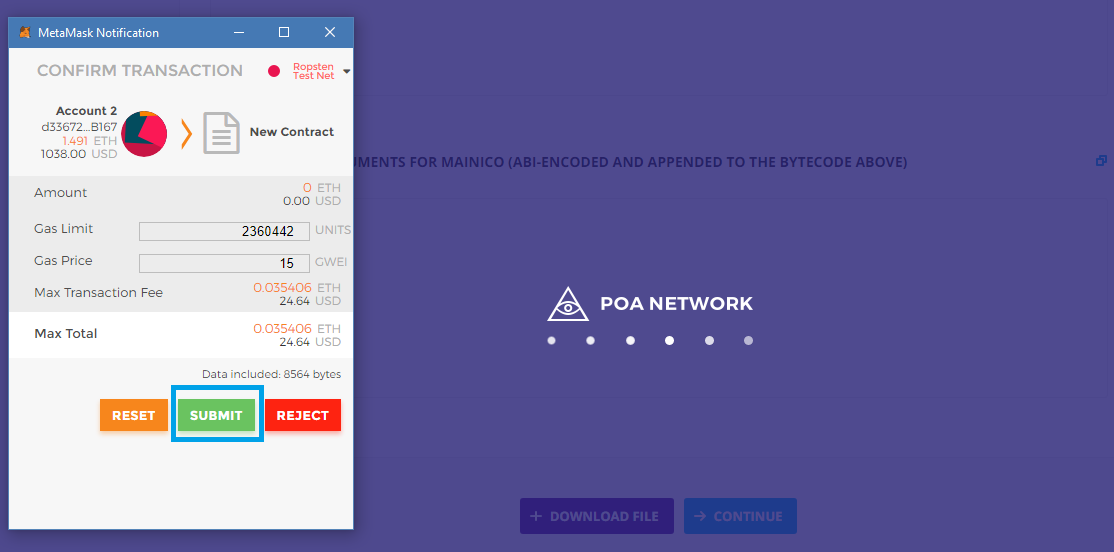 MetaMask Notification
CONFIRM TRANSACTION
Ropsten
Test Net
Account 2
d33672...B167
1.491 ETH
1038.00 USD
New Contract
Amount
0 ETH
0.00 USD
Gas Limit
2360442 UNITS
Gas Price
15 GWEI
Max Transaction Fee
0.035406 ETH
24.64 USD
Max Total
0.035406 ETH
24.64 USD
Data included: 8564 bytes
RESET SUBMIT REJECT
FOR MAINICO (ABI-ENCODED AND APPENDED TO THE BYTECODE ABOVE)
POA NETWORK
+ DOWNLOAD FILE
→ CONTINUE